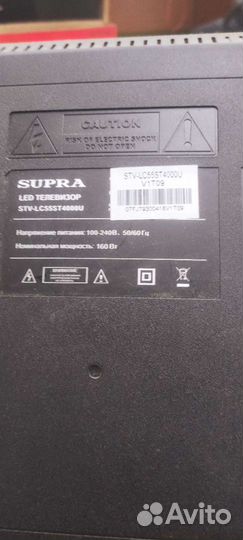 CAUTION
RISK OF ELECTRIC SHOCK
DO NOT OPEN
SUPRA
LED ТЕЛЕВИЗОР
STV-LC55ST4000U
STV-LC55ST4000U
V1T09
Напряжение питания: 100-240В, 50/60Гц
Номинальная мощность: 160 Вт
Avito